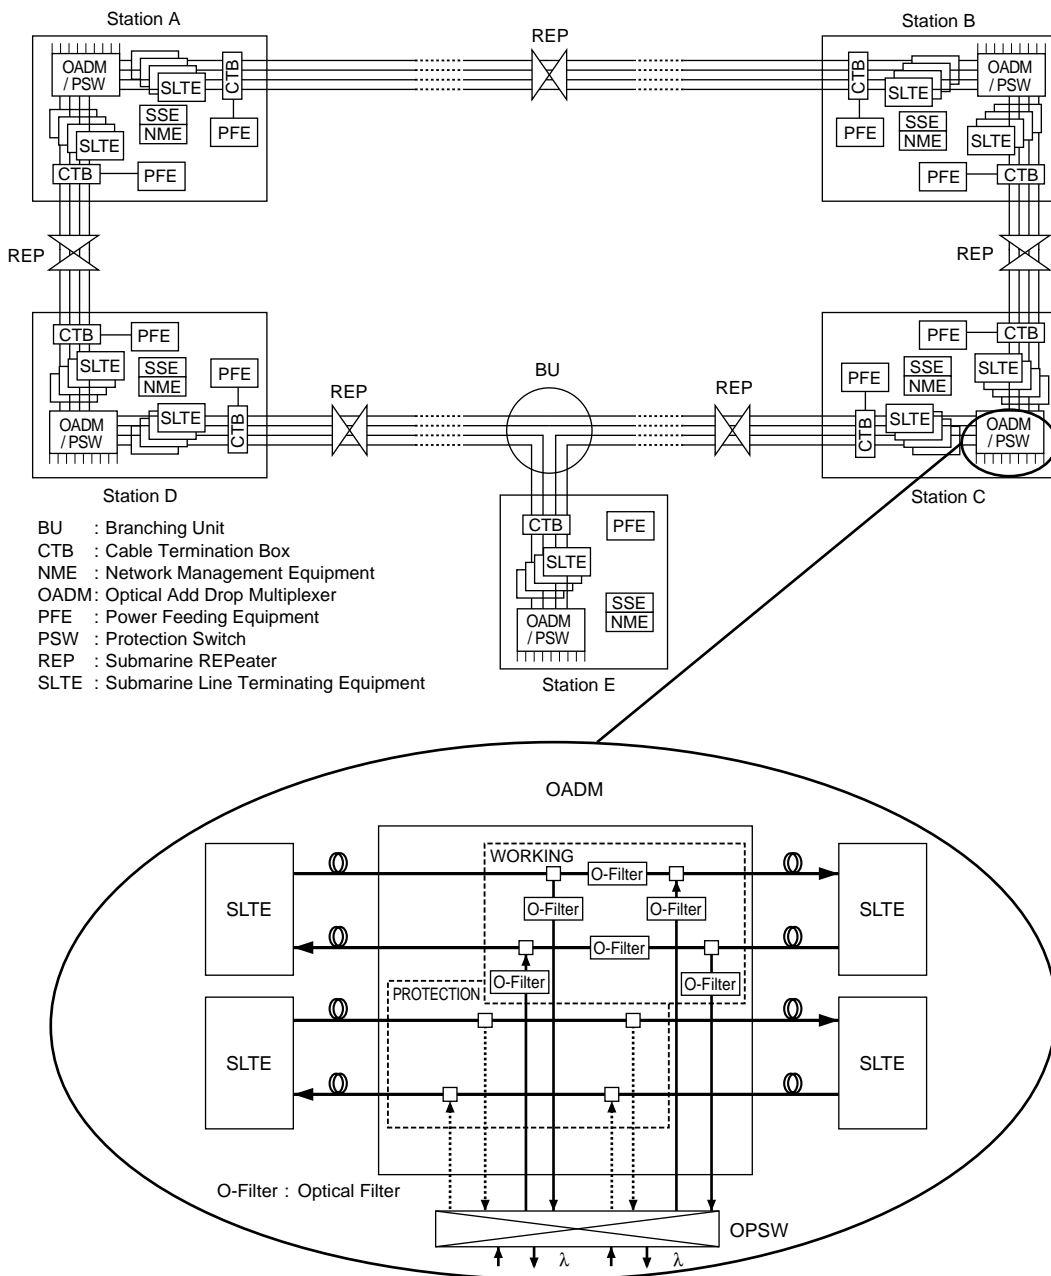 Station A
Station B
REP
OADM
/ PSW
SLTE
CTB
SSE
NME
PFE
SLTE
CTB
PFE
CTB
SLTE
OADM
/ PSW
PFE
SSE
NME
SLTE
PFE
CTB
REP
REP
CTB
PFE
SLTE
SSE
NME
PFE
OADM
/ PSW
SLTE
CTB
Station D
REP
BU
REP
PFE
CTB
SSE
NME
SLTE
PFE
CTB
SLTE
OADM
/ PSW
Station C
CTB
PFE
SLTE
SSE
NME
OADM
/ PSW
Station E
BU : Branching Unit
CTB : Cable Termination Box
NME : Network Management Equipment
OADM : Optical Add Drop Multiplexer
PFE : Power Feeding Equipment
PSW : Protection Switch
REP : Submarine REPeater
SLTE : Submarine Line Terminating Equipment
OADM
WORKING
O-Filter
O-Filter
O-Filter
O-Filter
O-Filter
O-Filter
PROTECTION
SLTE
SLTE
SLTE
SLTE
O-Filter : Optical Filter
OPSW
λ
λ